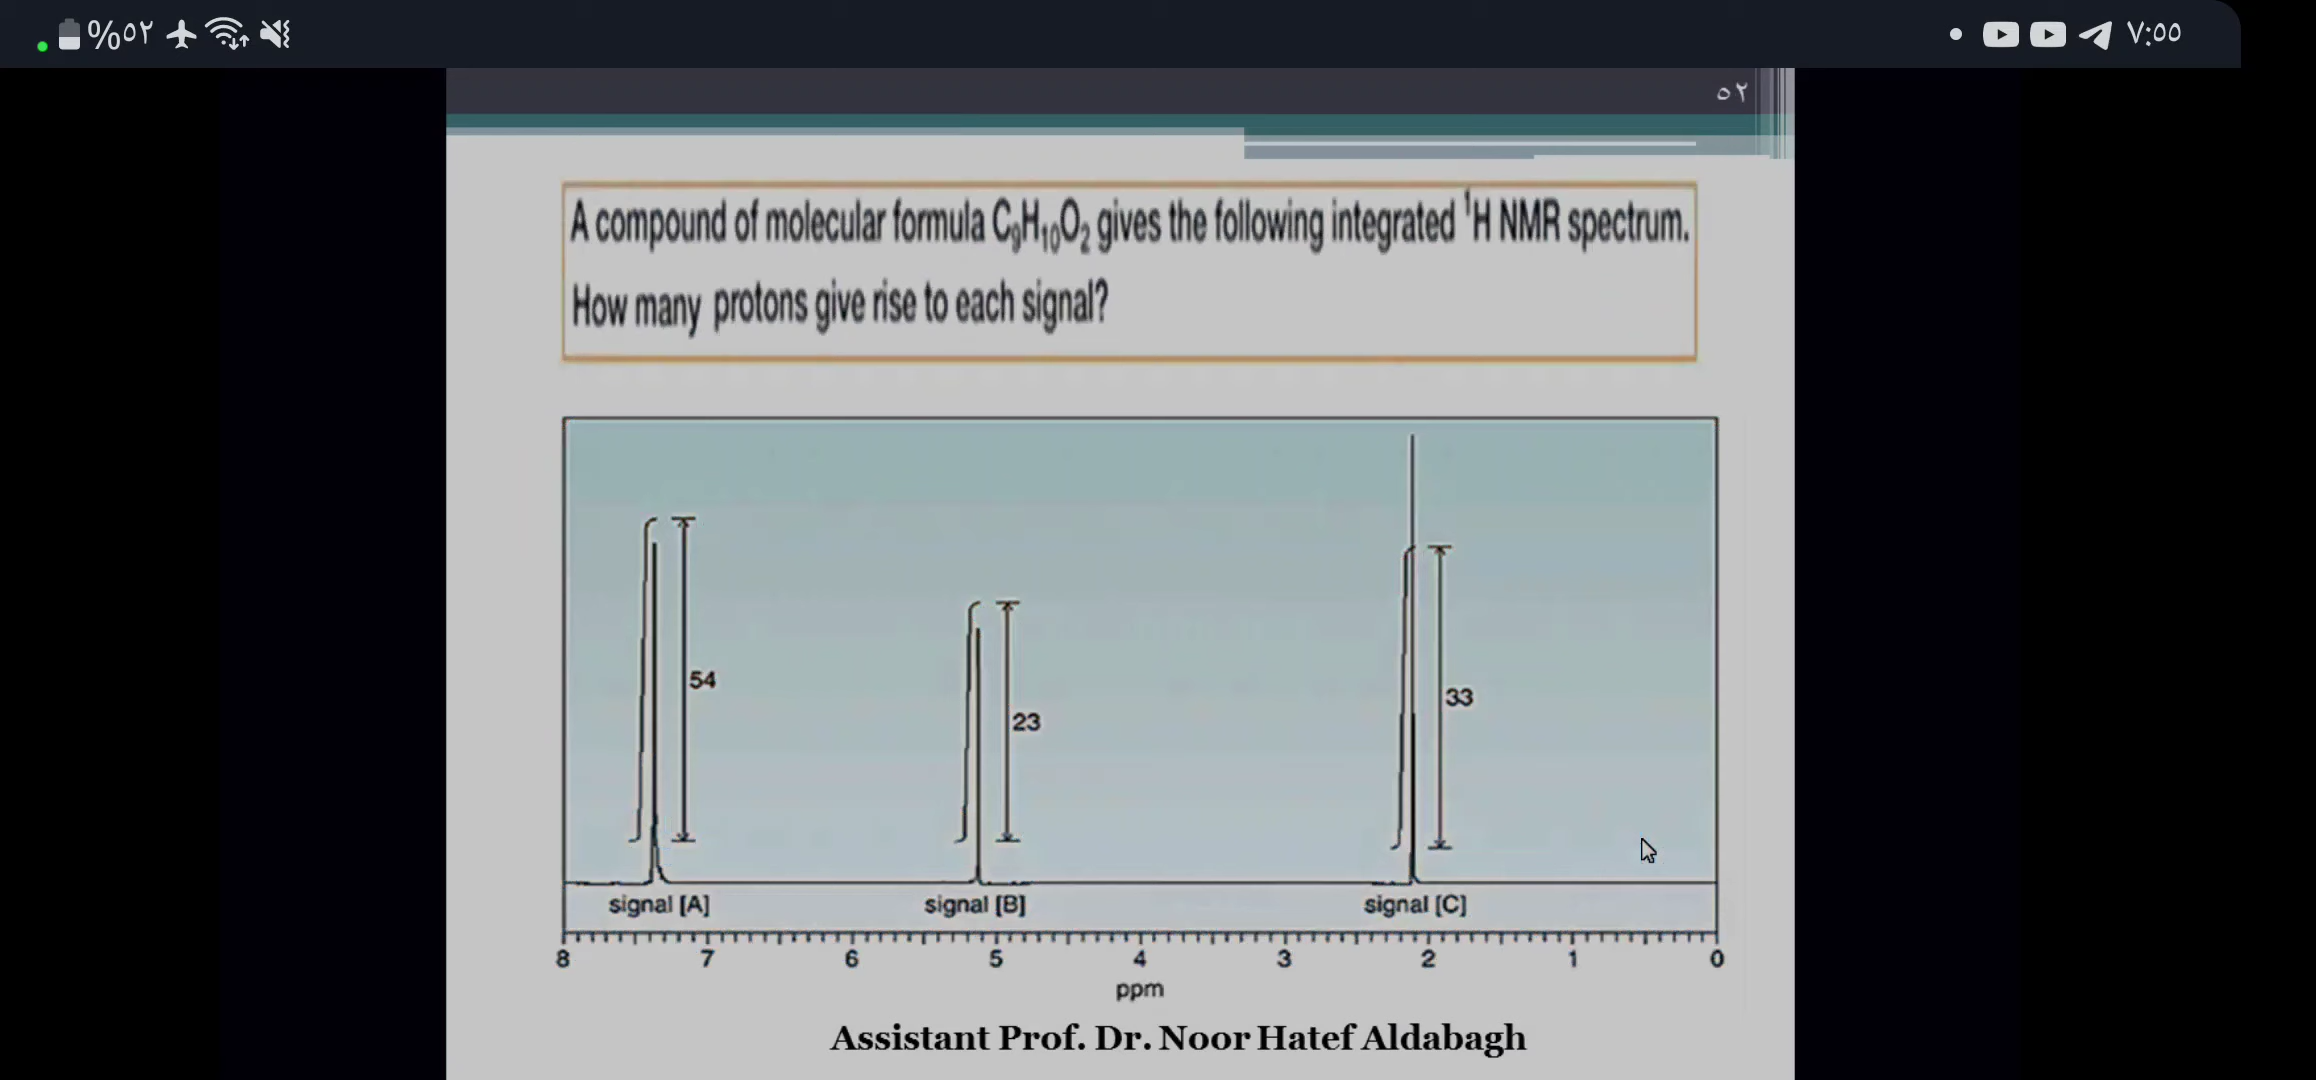 %٥٢ ٧:٥٥
٥٢
A compound of molecular formula C₉H₁₀O₂ gives the following integrated ¹H NMR spectrum.
How many protons give rise to each signal?
54
23
33
signal [A] signal [B] signal [C]
8 7 6 5 4 3 2 1 0
ppm
Assistant Prof. Dr. Noor Hatef Aldabagh